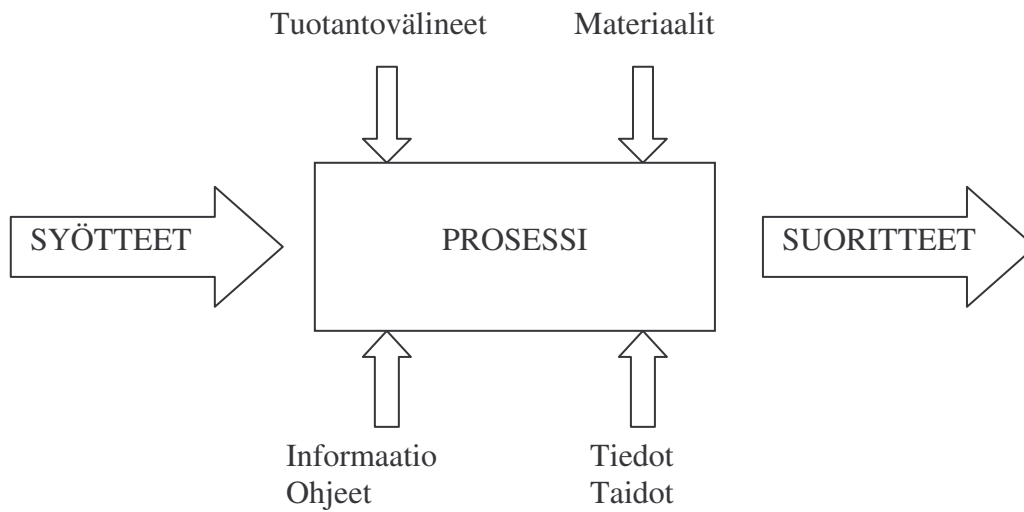 Tuotantovälineet Materiaalit
SYÖTTEET PROSESSI SUORITTEET
Informaatio Tiedot
Ohjeet Taidot